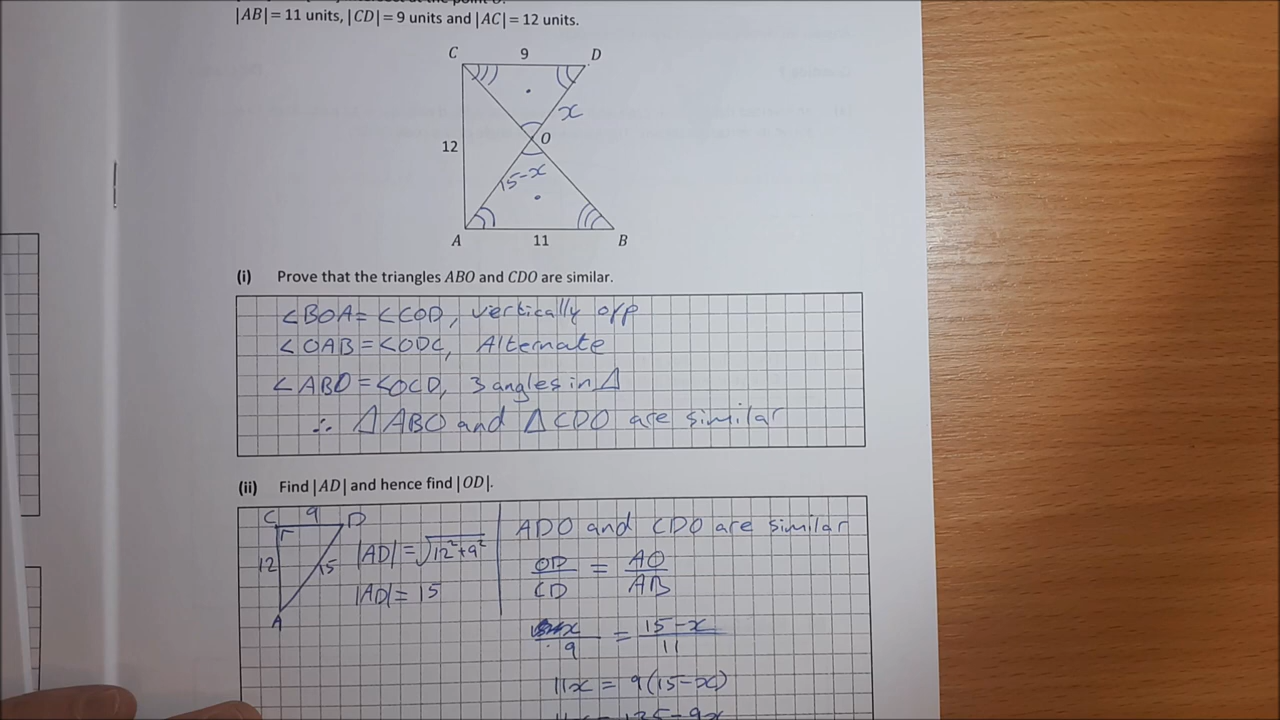 |AB| = 11 units, |CD| = 9 units and |AC| = 12 units.
C 9 D
x
12 O
15-x
A 11 B
(i) Prove that the triangles ABO and CDO are similar.
∠BOA = ∠COD, vertically opp
∠OAB = ∠ODC, Alternate
∠ABO = ∠OCD, 3 angles in Δ
∴ ΔABO and ΔCDO are similar
(ii) Find |AD| and hence find |OD|.
C 9 D
12 15
A
|AD| = √12²+9²
|AD| = 15
ADO and CDO are similar
OD/CD = AO/AB
x/9 = 15-x/11
11x = 9(15-x)